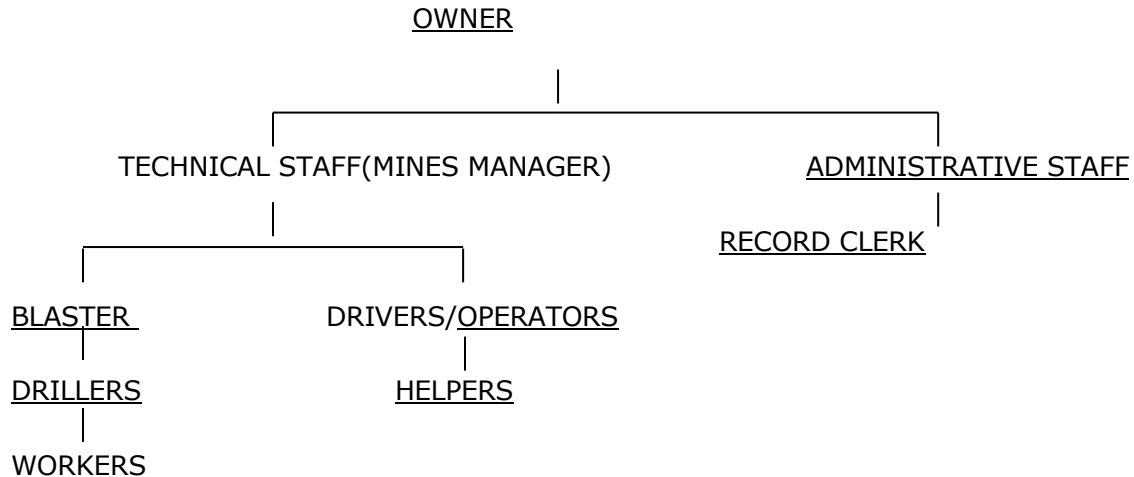 OWNER
TECHNICAL STAFF(MINES MANAGER) ADMINISTRATIVE STAFF
RECORD CLERK
BLASTER DRIVERS/OPERATORS
DRILLERS HELPERS
WORKERS